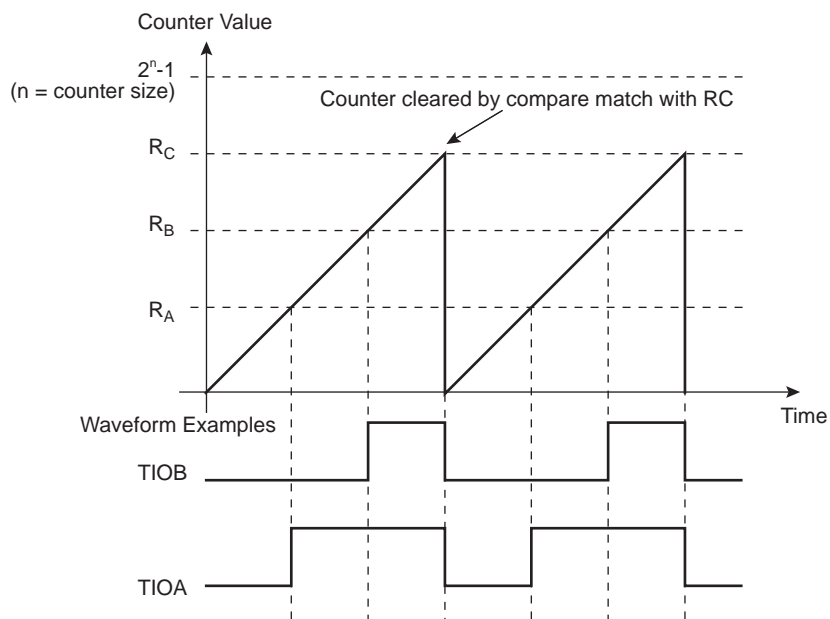 Counter Value
2ⁿ-1
(n = counter size)
Counter cleared by compare match with RC
R_C
R_B
R_A
Time
Waveform Examples
TIOB
TIOA